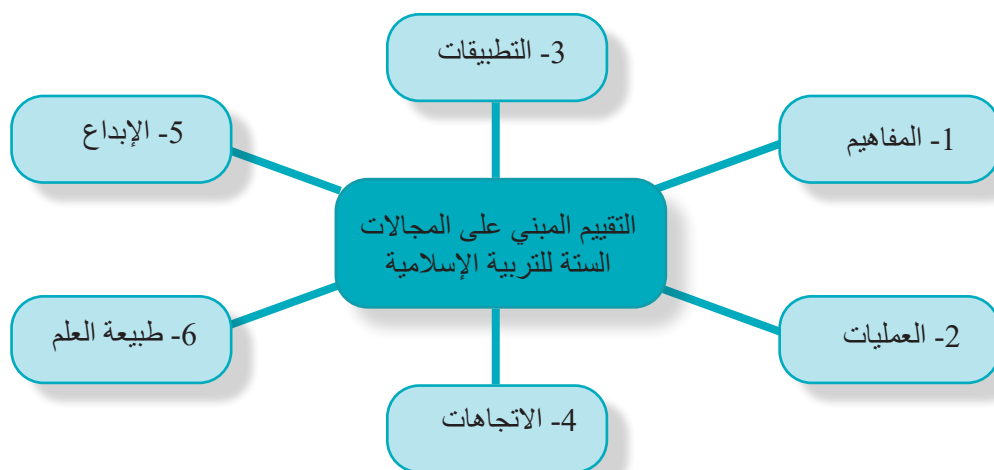 التقييم المبني على المجالات
الستة للتربية الإسلامية
1- المفاهيم
2- العمليات
3- التطبيقات
4- الاتجاهات
5- الإبداع
6- طبيعة العلم